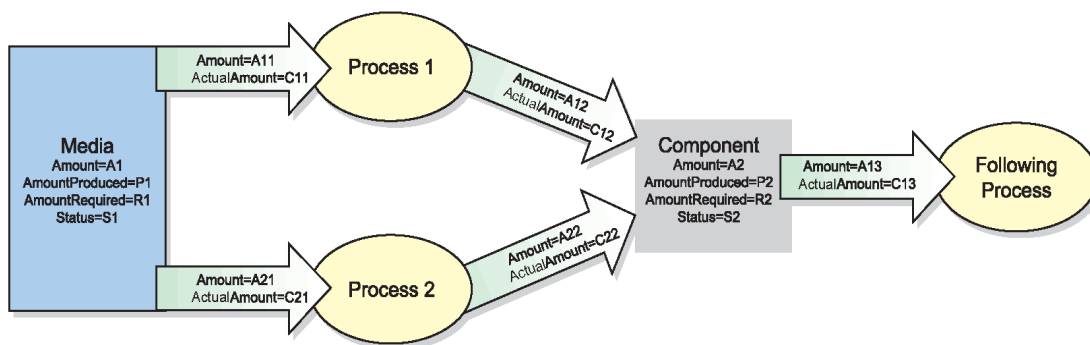 Media
Amount=A1
AmountProduced=P1
AmountRequired=R1
Status=S1
Amount=A11
ActualAmount=C11
Process 1
Amount=A12
ActualAmount=C12
Amount=A21
ActualAmount=C21
Process 2
Amount=A22
ActualAmount=C22
Component
Amount=A2
AmountProduced=P2
AmountRequired=R2
Status=S2
Amount=A13
ActualAmount=C13
Following
Process